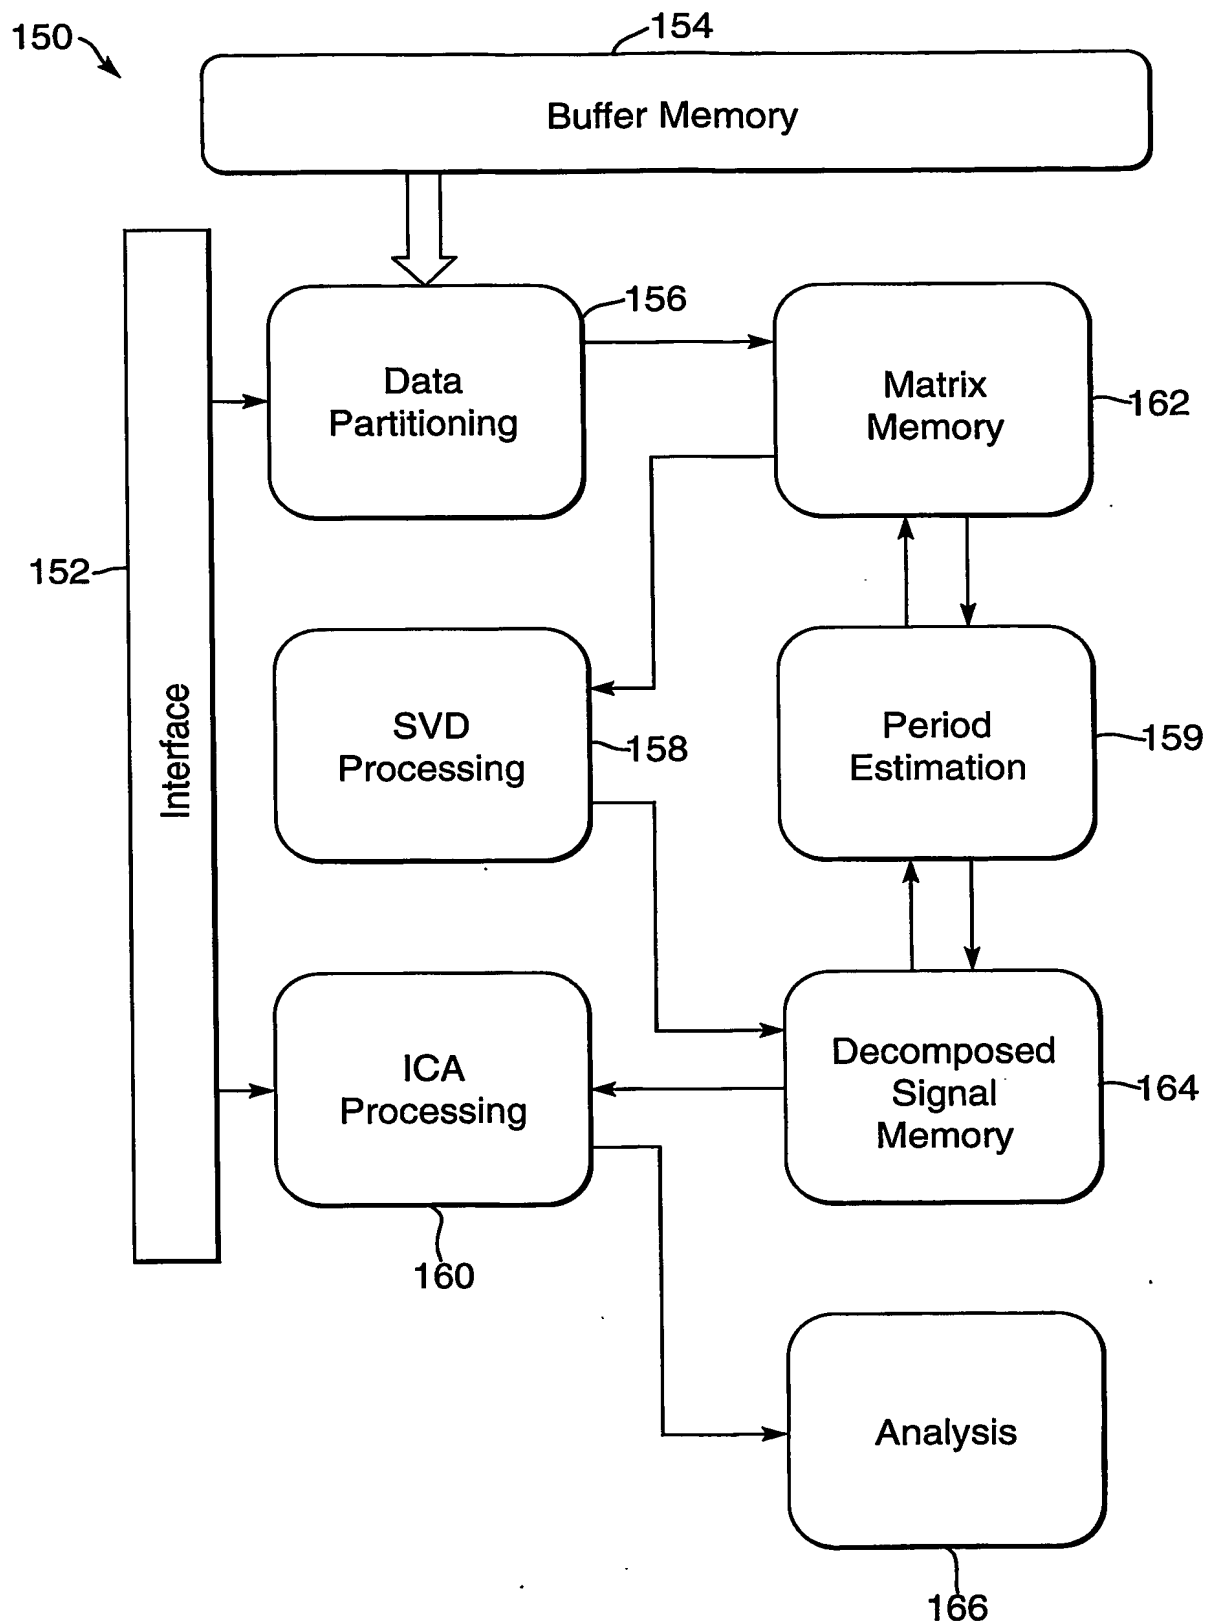 150
154
Buffer Memory
156
Data
Partitioning
Matrix
Memory
162
152
Interface
SVD
Processing
158
Period
Estimation
159
ICA
Processing
160
Decomposed
Signal
Memory
164
Analysis
166